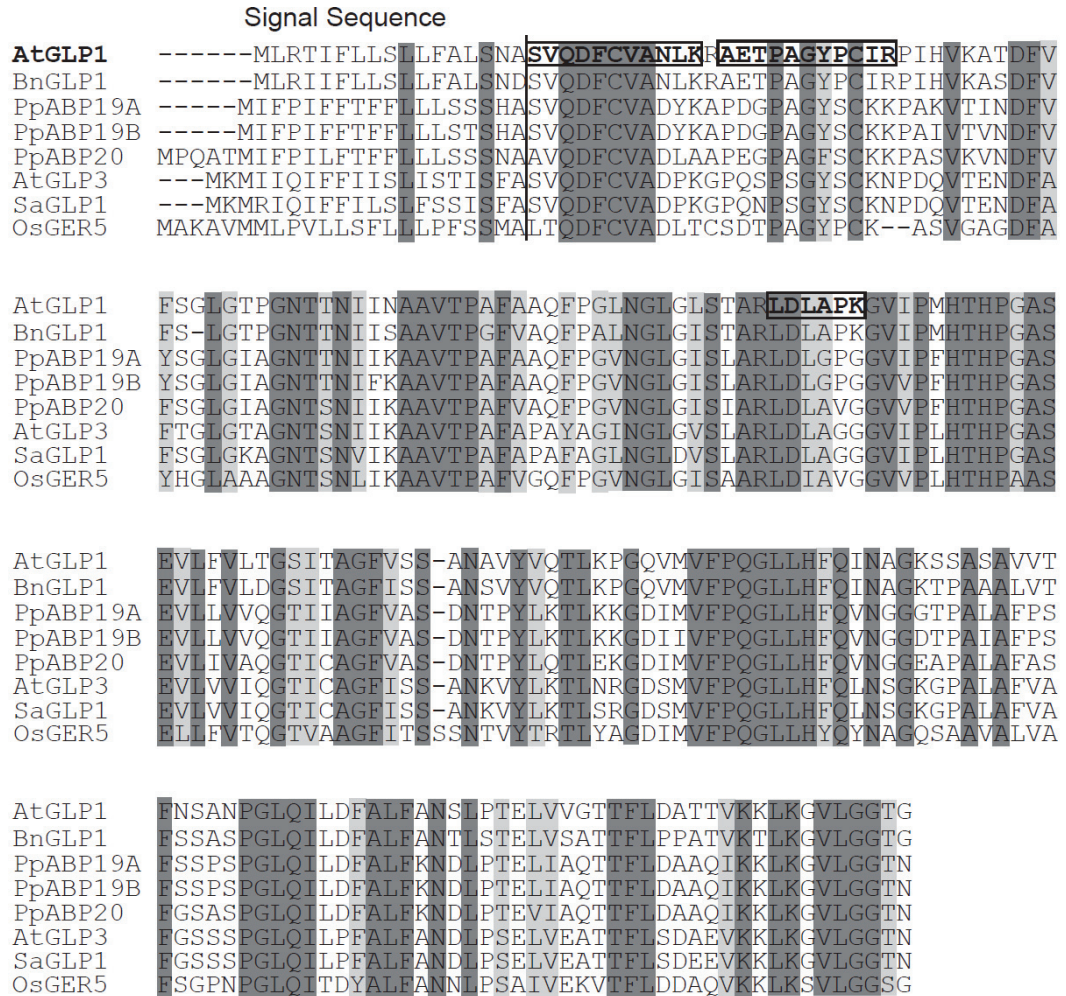 Signal Sequence
AtGLP1 ------MLRTIFLLSLLFALSNASVQDFCVANLKRAETPAGYPCIRPIHVKATDFV
BnGLP1 ------MLRIIFLLSLLFALSNDSVQDFCVANLKRAETPAGYPCIRPIHVKASDFV
PpABP19A -----MIFPIFFTFFLLLSSSHASVQDFCVADYKAPDGPAGYSCKKPAKVTINDFV
PpABP19B -----MIFPIFFTFFLLLSTSHASVQDFCVADYKAPDGPAGYSCKKPAIVTVNDFV
PpABP20 MPQATMIFPILFTFFLLLSSSNAAVQDFCVADLAAPEGPAGFSCKKPASVKVNDFV
AtGLP3 ---MKMIIQIFFIISLISTISFASVQDFCVADPKGPQSPSGYSCKNPDQVTENDFA
SaGLP1 ---MKMRIQIFFILSLFSSISFASVQDFCVADPKGPQNPSGYSCKNPDQVTENDFA
OsGER5 MAKAVMMLPVLLSFLLLPFSSMALTQDFCVADLTCSDTPAGYPCK--ASVGAGDFA
AtGLP1 FSGLGTPGNTTNIINAAVTPAFAAQFPGLNGLGLSTARLDLAPKGVIPMHTHPGAS
BnGLP1 FS-LGTPGNTTNIISAAVTPGFVAQFPALNGLGISTARLDLAPKGVIPMHTHPGAS
PpABP19A YSGLGIAGNTTNIIKAAVTPAFAAQFPGVNGLGISLARLDLGPGGVIPFHTHPGAS
PpABP19B YSGLGIAGNTTNIFKAAVTPAFAAQFPGVNGLGISLARLDLGPGGVVPFHTHPGAS
PpABP20 FSGLGIAGNTSNIIKAAVTPAFVAQFPGVNGLGISIARLDLAVGGVVPFHTHPGAS
AtGLP3 FTGLGTAGNTSNIIKAAVTPAFAPAYAGINGLGVSLARLDLAGGGVIPLHTHPGAS
SaGLP1 FSGLGKAGNTSNVIKAAVTPAFAPAFAGLNGLDVSLARLDLAGGGVIPLHTHPGAS
OsGER5 YHGLAAAGNTSNLIKAAVTPAFVGQFPGVNGLGISAARLDIAVGGVVPLHTHPAAS
AtGLP1 EVLFVLTGSITAGFVSS-ANAVYVQTLKPGQVMVFPQGLLHFQINAGKSSASAVVT
BnGLP1 EVLFVLDGSITAGFISS-ANSVYVQTLKPGQVMVFPQGLLHFQINAGKTPAAALVT
PpABP19A EVLLVVQGTIIAGFVAS-DNTPYLKTLKKGDIMVFPQGLLHFQVNGGGTPALAFPS
PpABP19B EVLLVVQGTIIAGFVAS-DNTPYLKTLKKGDIIVFPQGLLHFQVNGGDTPAIAFPS
PpABP20 EVLIVAQGTICAGFVAS-DNTPYLQTLEKGDIMVFPQGLLHFQVNGGEAPALAFAS
AtGLP3 EVLVVIQGTICAGFISS-ANKVYLKTLNRGDSMVFPQGLLHFQLNSGKGPALAFVA
SaGLP1 EVLVVIQGTICAGFISS-ANKVYLKTLSRGDSMVFPQGLLHFQLNSGKGPALAFVA
OsGER5 ELLFVTQGTVAAGFITSSSNTVYTRTLYAGDIMVFPQGLLHYQYNAGQSAAVALVA
AtGLP1 FNSANPGLQILDFALFANSLPTELVVGTTFLDATTVKKLKGVLGGTG
BnGLP1 FSSASPGLQILDFALFANTLSTELVSATTFLPPATVKTLKGVLGGTG
PpABP19A FSSPSPGLQILDFALFKNDLPTELIAQTTFLDAAQIKKLKGVLGGTN
PpABP19B FSSPSPGLQILDFALFKNDLPTELIAQTTFLDAAQIKKLKGVLGGTN
PpABP20 FGSASPGLQILDFALFKNDLPTEVIAQTTFLDAAQIKKLKGVLGGTN
AtGLP3 FGSSSPGLQILPFALFANDLPSELVEATTFLSDAEVKKLKGVLGGTN
SaGLP1 FGSSSPGLQILPFALFANDLPSELVEATTFLSDEEVKKLKGVLGGTN
OsGER5 FSGPNPGLQITDYALFANNLPSAIVEKVTFLDDAQVKKLKSVLGGSG